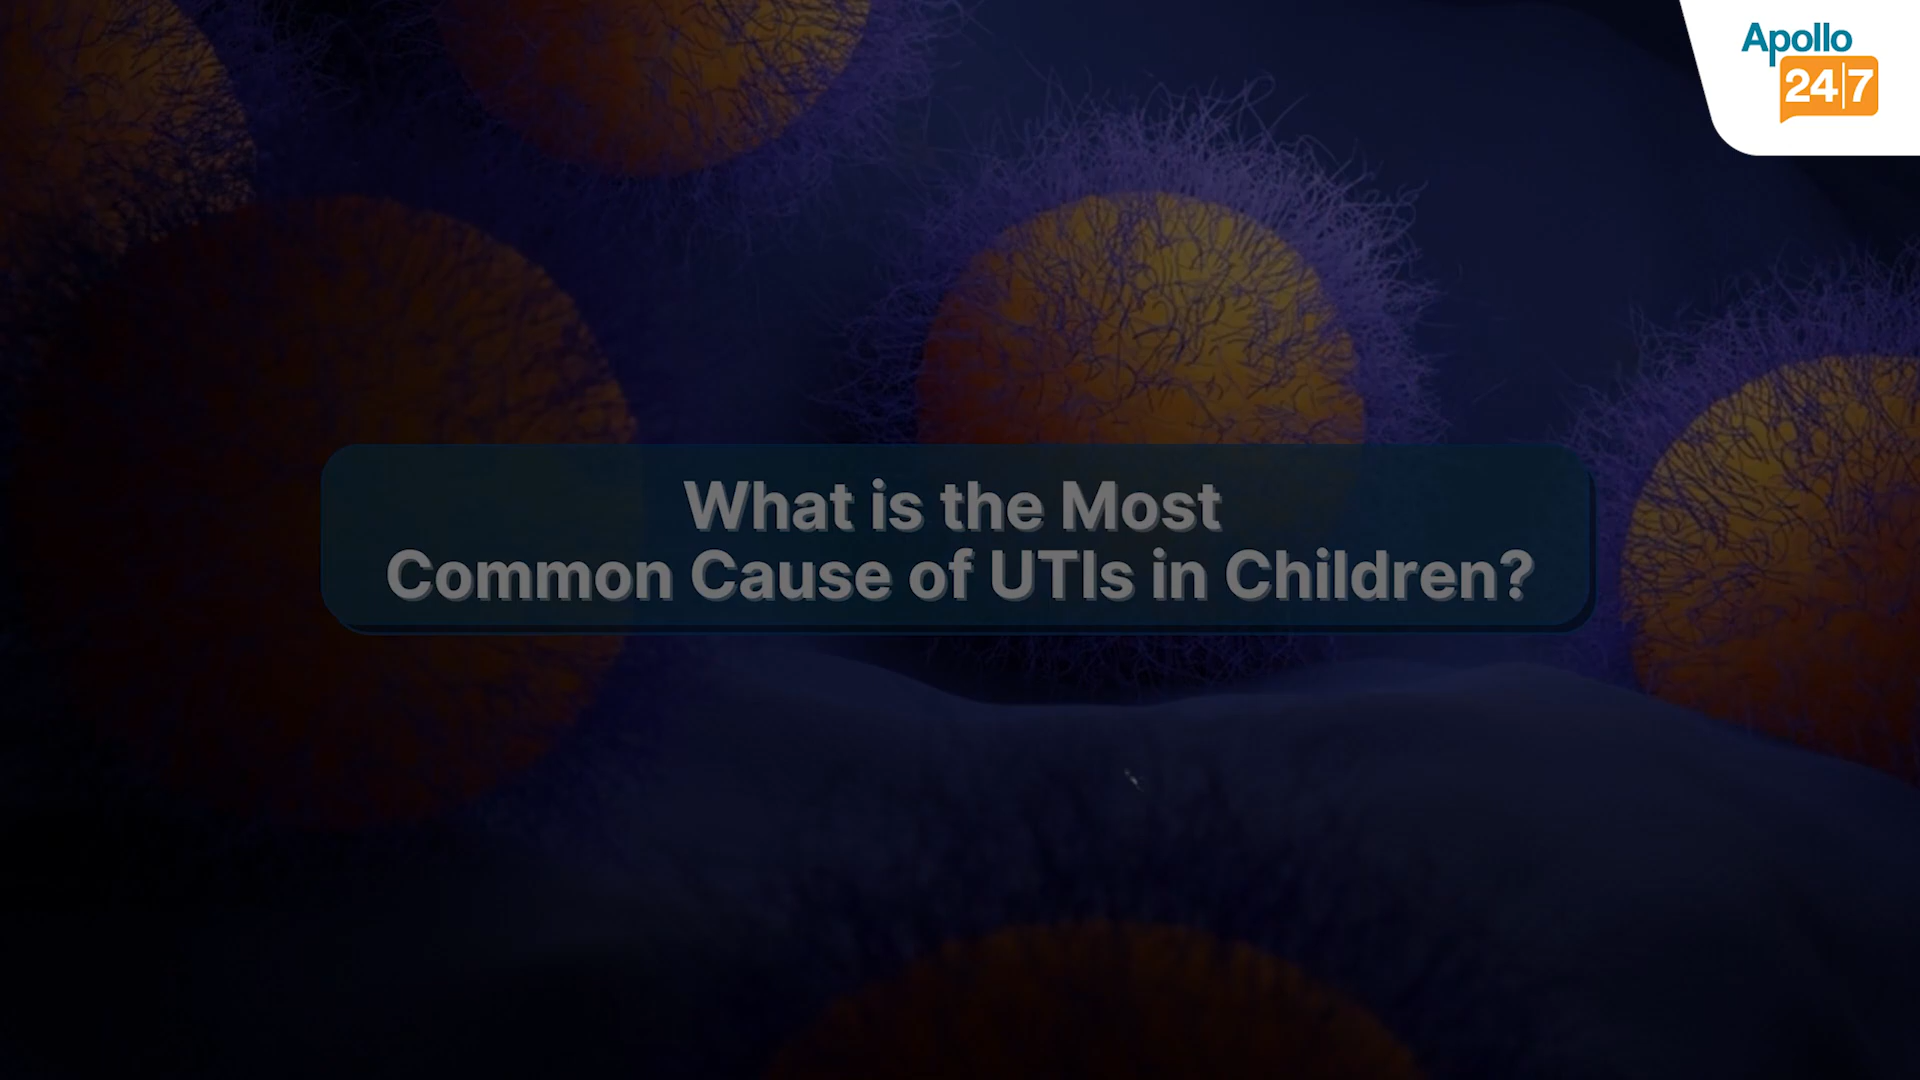 Apollo
24|7
What is the Most
Common Cause of UTIs in Children?